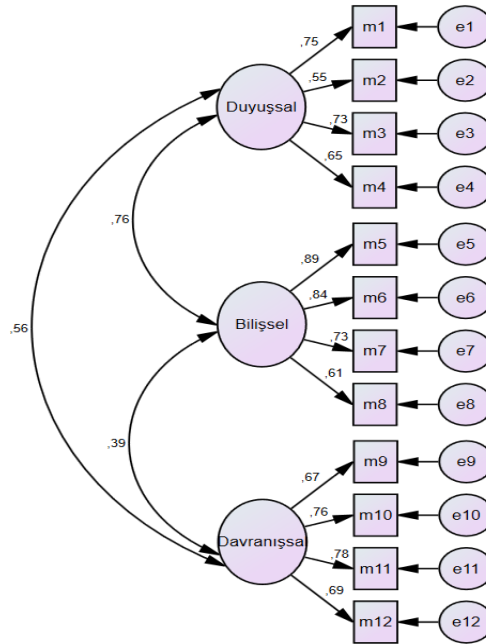 ,75 m1 e1
,55 m2 e2
Duyuşsal
,73 m3 e3
,65 m4 e4
,76
,89 m5 e5
,84 m6 e6
Bilişsel
,56
,73 m7 e7
,61 m8 e8
,39
,67 m9 e9
,76 m10 e10
Davranışsa
,78 m11 e11
,69 m12 e12